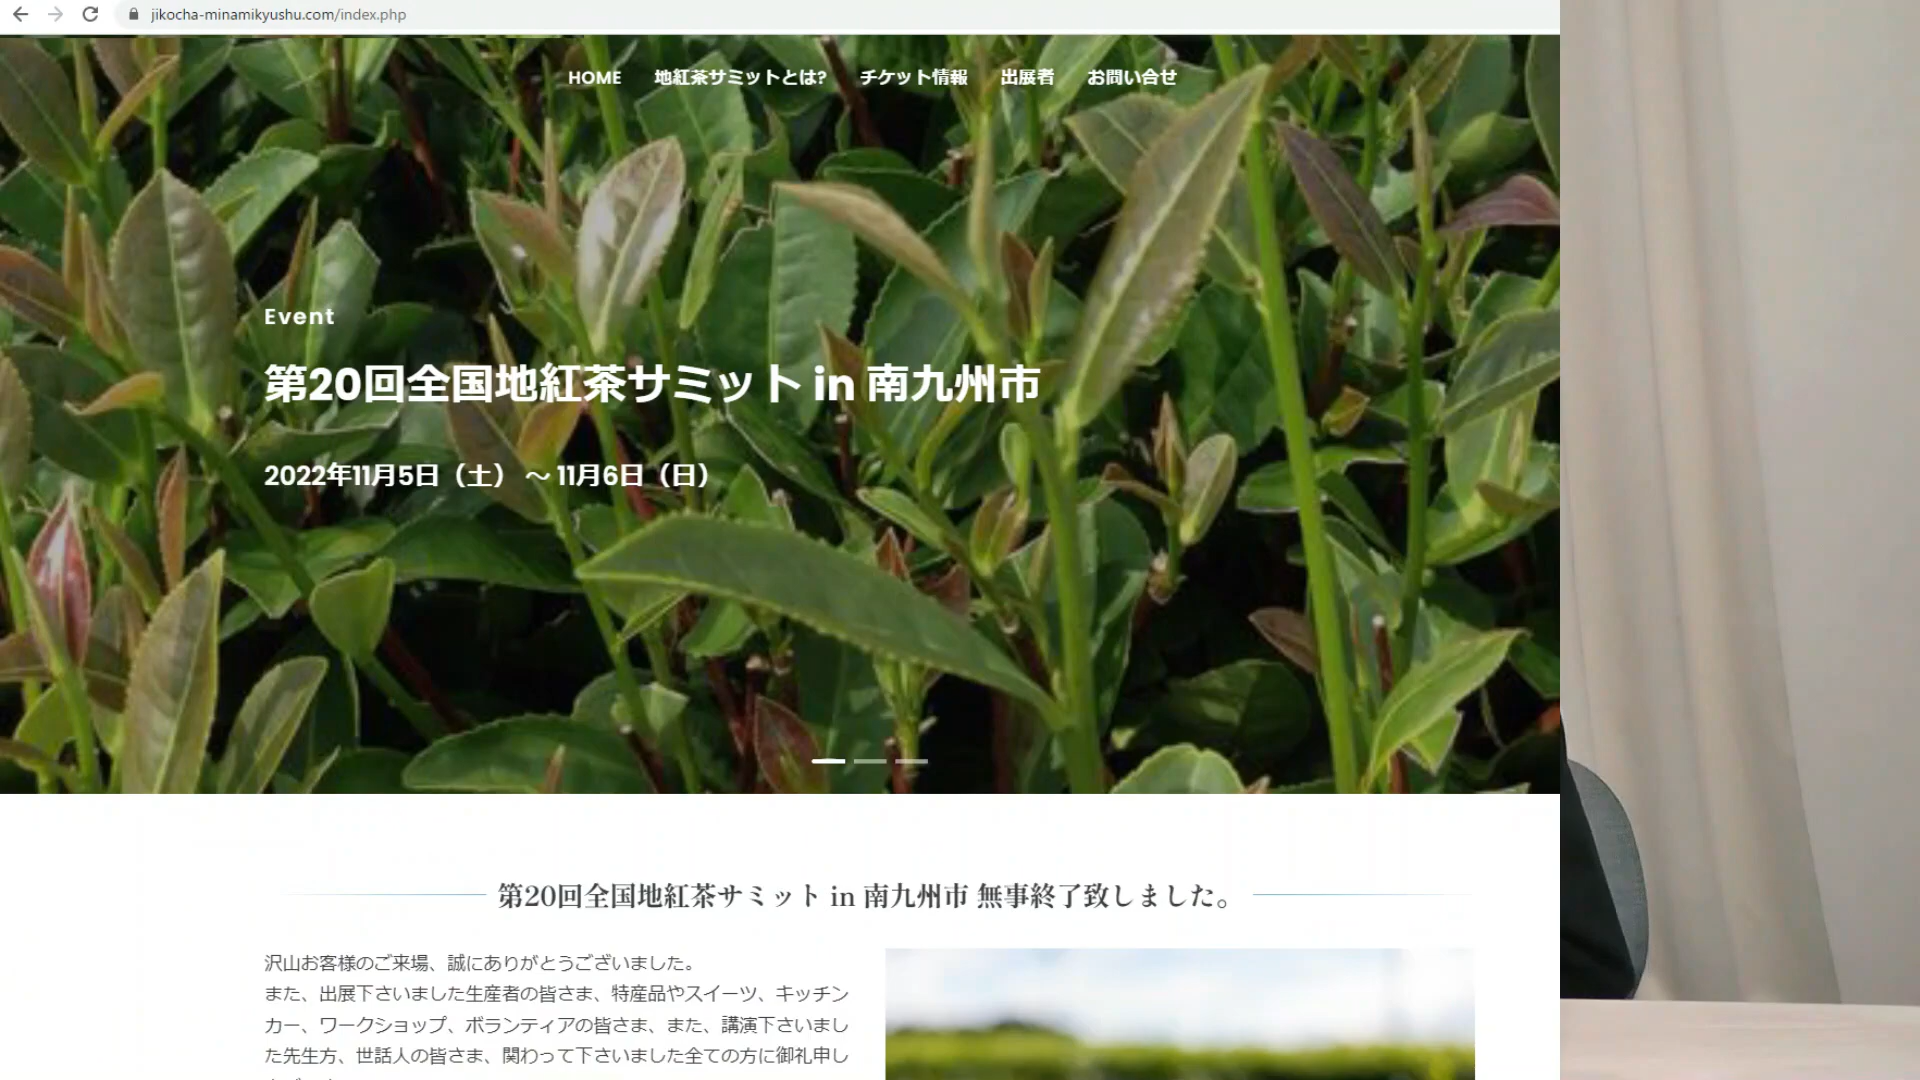 jikocha-minamikyushu.com/index.php
HOME 地紅茶サミットとは? チケット情報 出展者 お問い合せ
Event
第20回全国地紅茶サミット in 南九州市
2022年11月5日（土） ～ 11月6日（日）
第20回全国地紅茶サミット in 南九州市 無事終了致しました。
沢山お客様のご来場、誠にありがとうございました。
また、出展下さいました生産者の皆さま、特産品やスイーツ、キッチン
カー、ワークショップ、ボランティアの皆さま、また、講演下さいまし
た先生方、世話人の皆さま、関わって下さいました全ての方に御礼申し